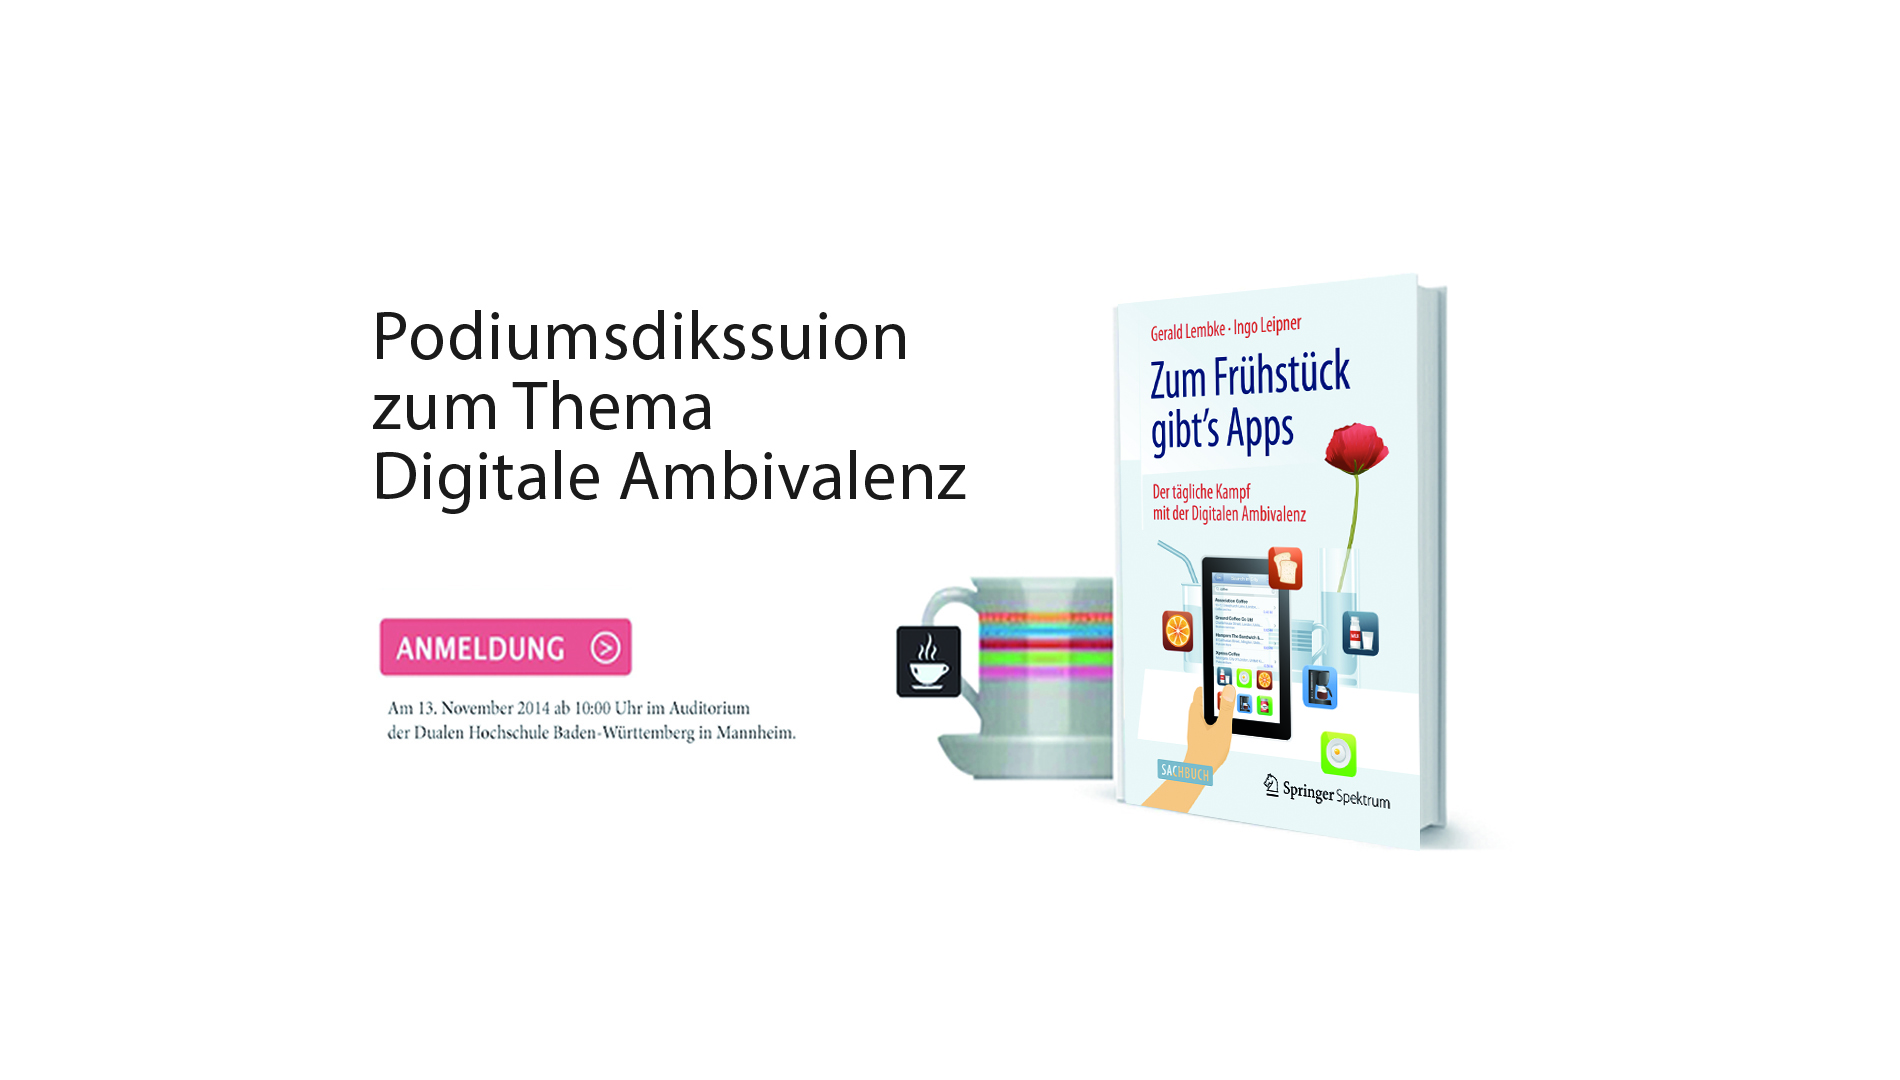 Podiumsdikssuion
zum Thema
Digitale Ambivalenz
ANMELDUNG
Am 13. November 2014 ab 10:00 Uhr im Auditorium
der Dualen Hochschule Baden-Württemberg in Mannheim.
Gerald Lembke · Ingo Leipner
Zum Frühstück
gibt's Apps
Der tägliche Kampf
mit der Digitalen Ambivalenz
SACHBUCH
Springer Spektrum